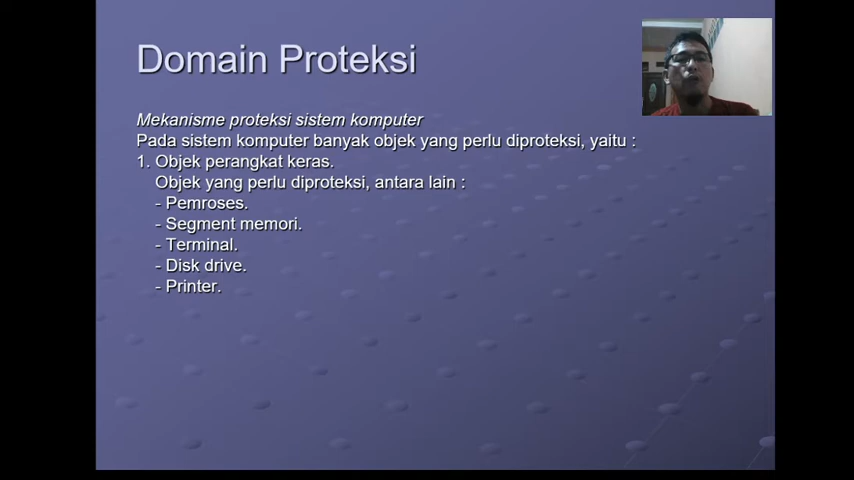 Domain Proteksi
Mekanisme proteksi sistem komputer
Pada sistem komputer banyak objek yang perlu diproteksi, yaitu :
1. Objek perangkat keras.
Objek yang perlu diproteksi, antara lain :
- Pemroses.
- Segment memori.
- Terminal.
- Disk drive.
- Printer.